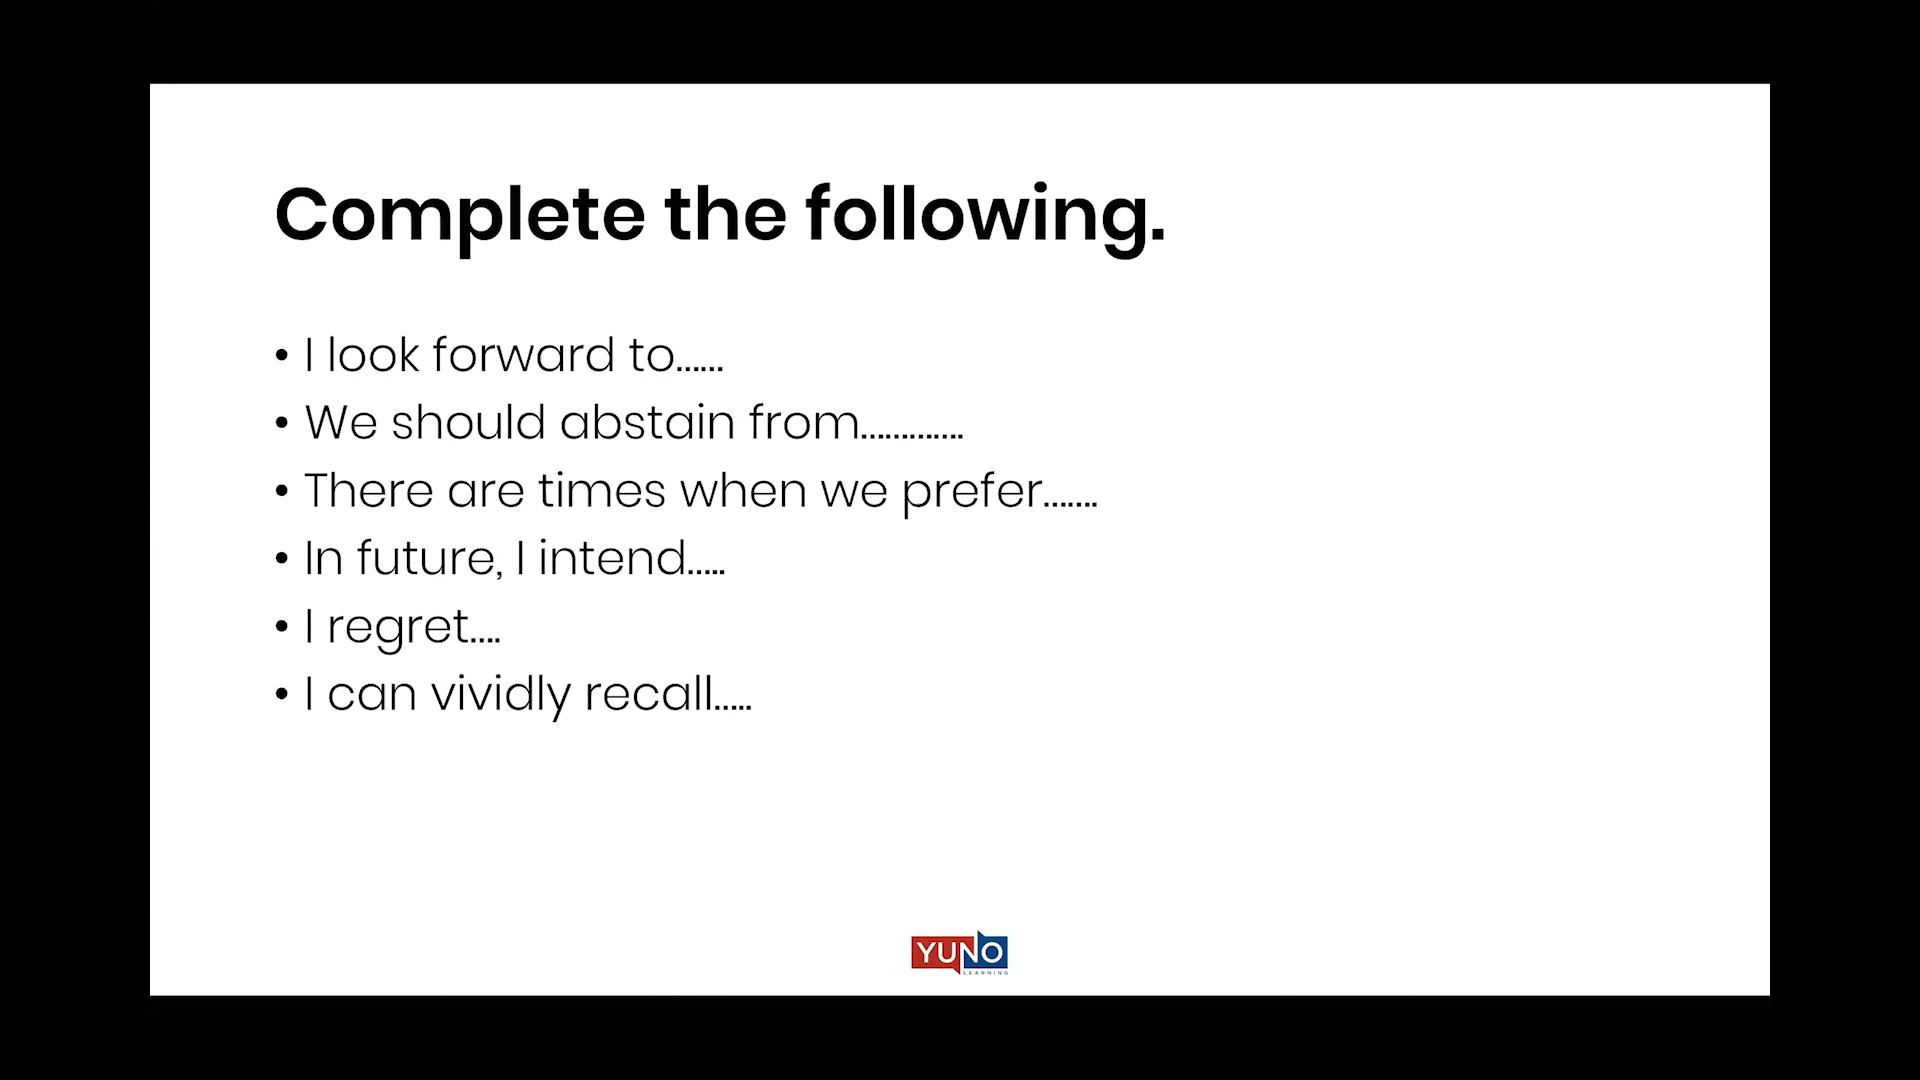 Complete the following.
• I look forward to......
• We should abstain from.............
• There are times when we prefer.......
• In future, I intend.....
• I regret....
• I can vividly recall.....
YUNO
LEARNING